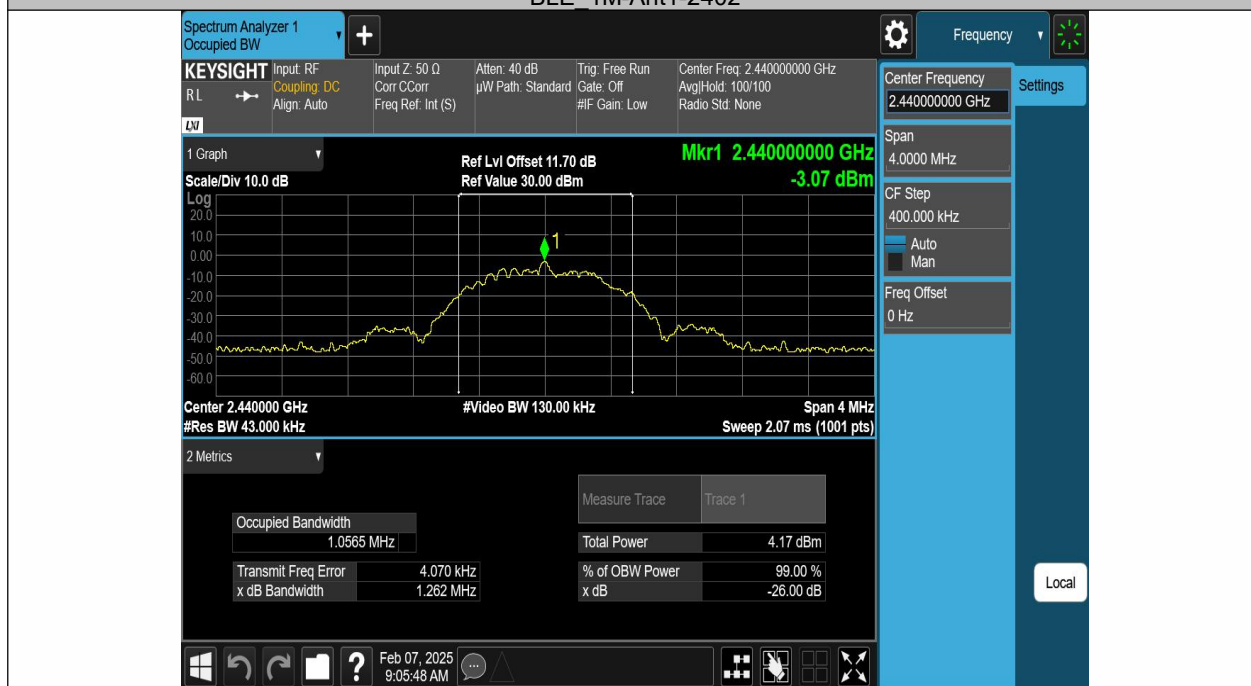 BLE_1M-Ant1-2402
Spectrum Analyzer 1
Occupied BW
Frequency
KEYSIGHT
RL
LXI
Input: RF
Coupling: DC
Align: Auto
Input Z: 50 Ω
Corr CCorr
Freq Ref: Int (S)
Atten: 40 dB
µW Path: Standard
Trig: Free Run
Gate: Off
#IF Gain: Low
Center Freq: 2.440000000 GHz
Avg|Hold: 100/100
Radio Std: None
Center Frequency
2.440000000 GHz
Settings
Span
4.0000 MHz
CF Step
400.000 kHz
Auto
Man
Freq Offset
0 Hz
Local
1 Graph
Scale/Div 10.0 dB
Ref Lvl Offset 11.70 dB
Ref Value 30.00 dBm
Mkr1 2.440000000 GHz
-3.07 dBm
Log
20.0
10.0
0.00
-10.0
-20.0
-30.0
-40.0
-50.0
-60.0
1
Center 2.440000 GHz
#Res BW 43.000 kHz
#Video BW 130.00 kHz
Span 4 MHz
Sweep 2.07 ms (1001 pts)
2 Metrics
Measure Trace Trace 1
Occupied Bandwidth
1.0565 MHz
Total Power 4.17 dBm
Transmit Freq Error 4.070 kHz
% of OBW Power 99.00 %
x dB Bandwidth 1.262 MHz
x dB -26.00 dB
?
Feb 07, 2025
9:05:48 AM